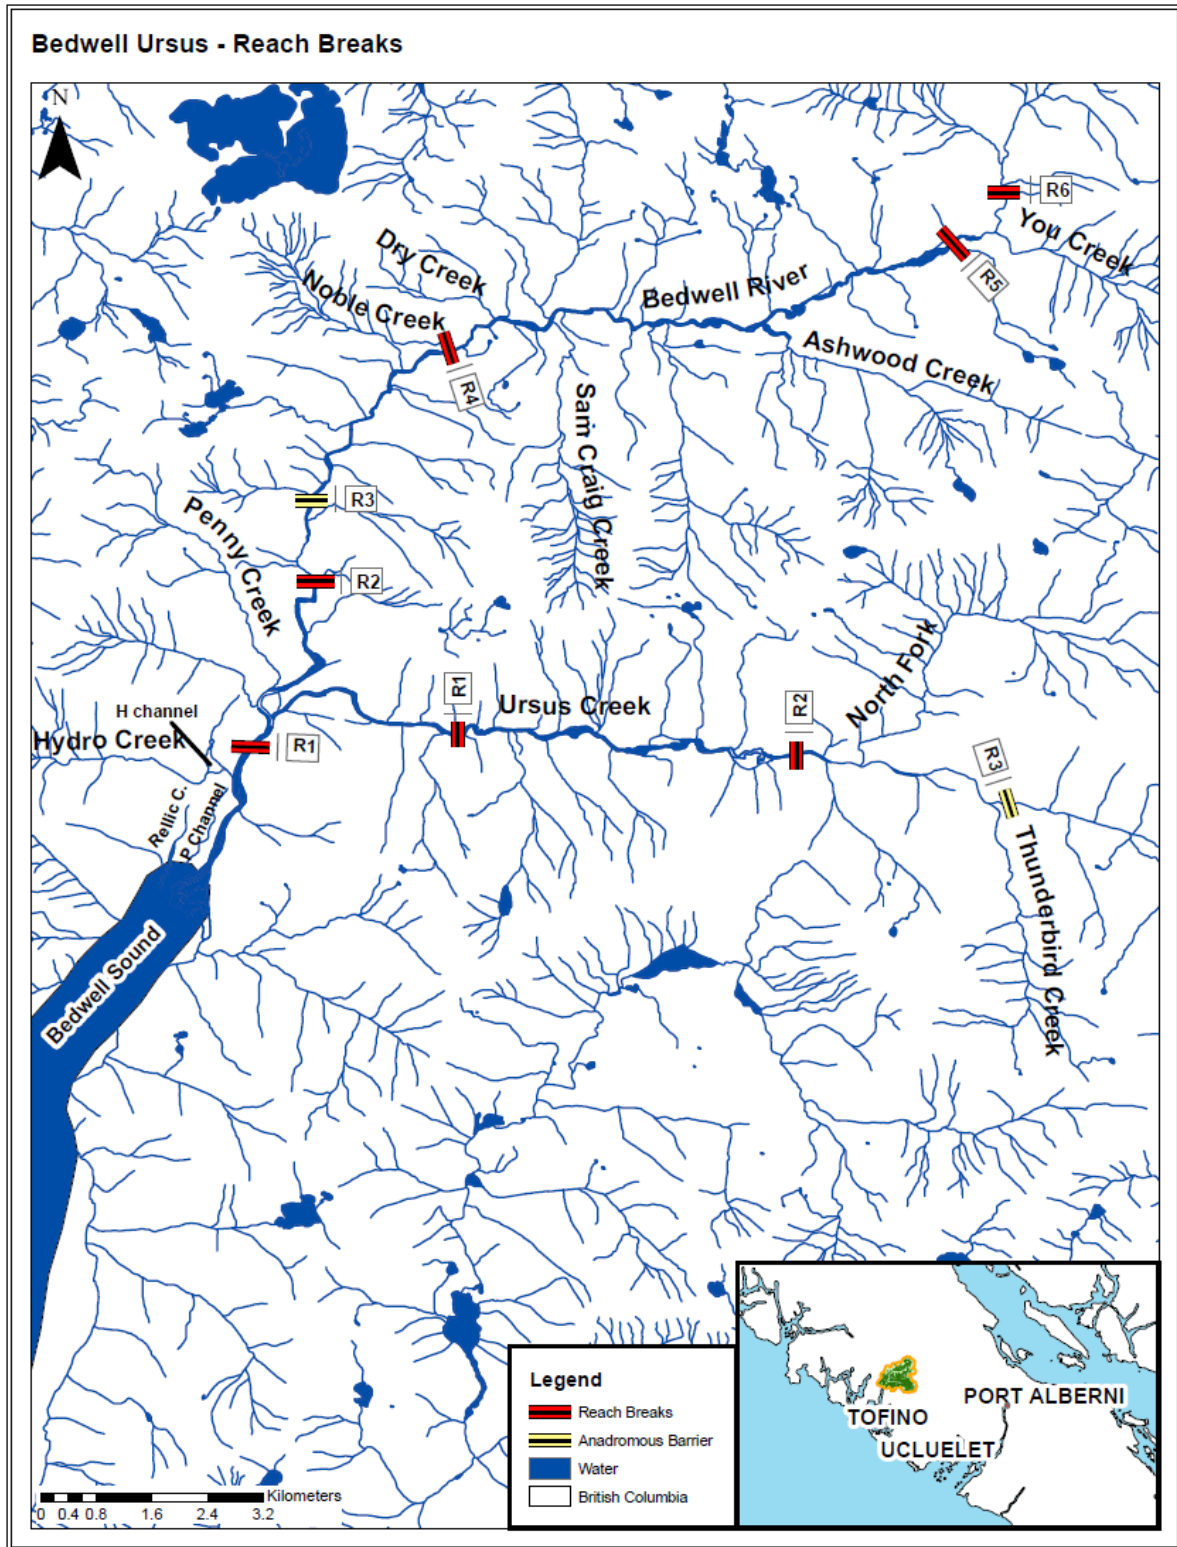 Bedwell Ursus - Reach Breaks
N
R6
You Creek
R5
Dry Creek
Noble Creek
Bedwell River
Ashwood Creek
R4
Sam Craig Creek
R3
Penny Creek
R2
North Fork
R1
Ursus Creek
R2
H channel
Hydro Creek
R1
R3
Rellic C.
P Channel
Thunderbird Creek
Bedwell Sound
Legend
Reach Breaks
Anadromous Barrier
Water
British Columbia
PORT ALBERNI
TOFINO
UCLUELET
Kilometers
0 0.4 0.8 1.6 2.4 3.2